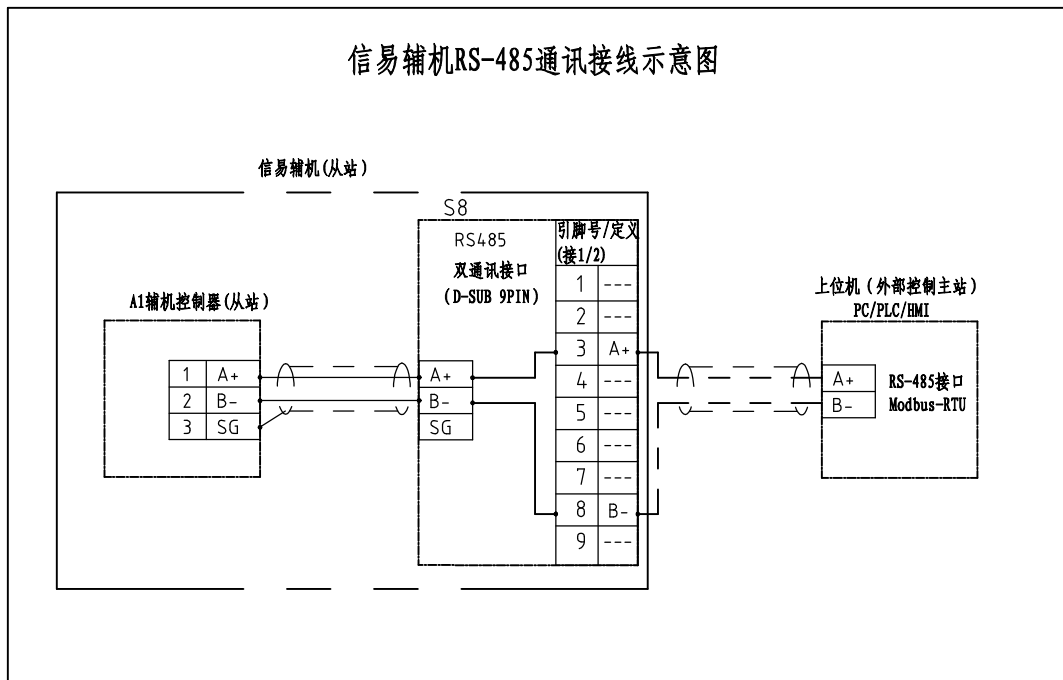 信易辅机RS-485通讯接线示意图
信易辅机(从站)
S8
RS485
双通讯接口
(D-SUB 9PIN)
引脚号/定义
(接1/2)
1 ---
2 ---
3 A+
4 ---
5 ---
6 ---
7 ---
8 B-
9 ---
A1辅机控制器(从站)
1 A+
2 B-
3 SG
A+
B-
SG
上位机(外部控制主站)
PC/PLC/HMI
A+
B-
RS-485接口
Modbus-RTU